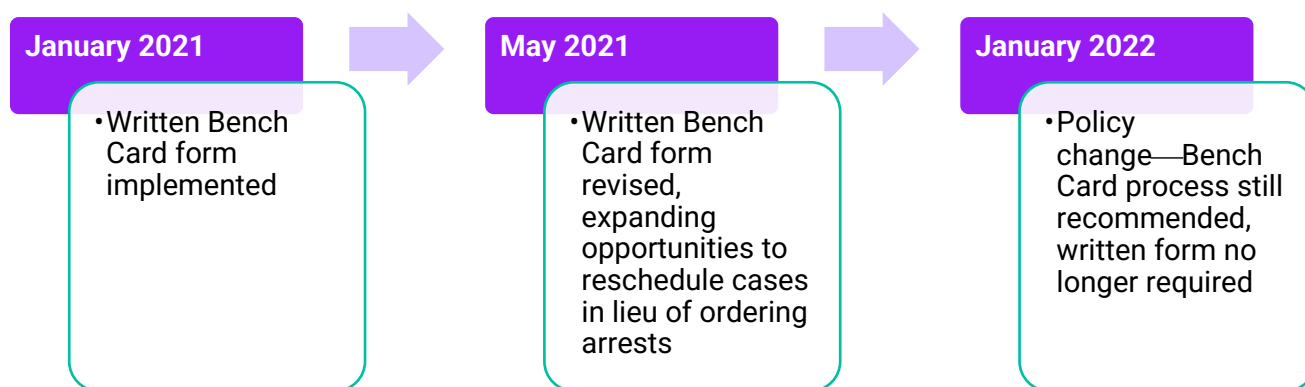 January 2021
•Written Bench
Card form
implemented
May 2021
•Written Bench
Card form
revised,
expanding
opportunities to
reschedule cases
in lieu of ordering
arrests
January 2022
•Policy
change—Bench
Card process still
recommended,
written form no
longer required